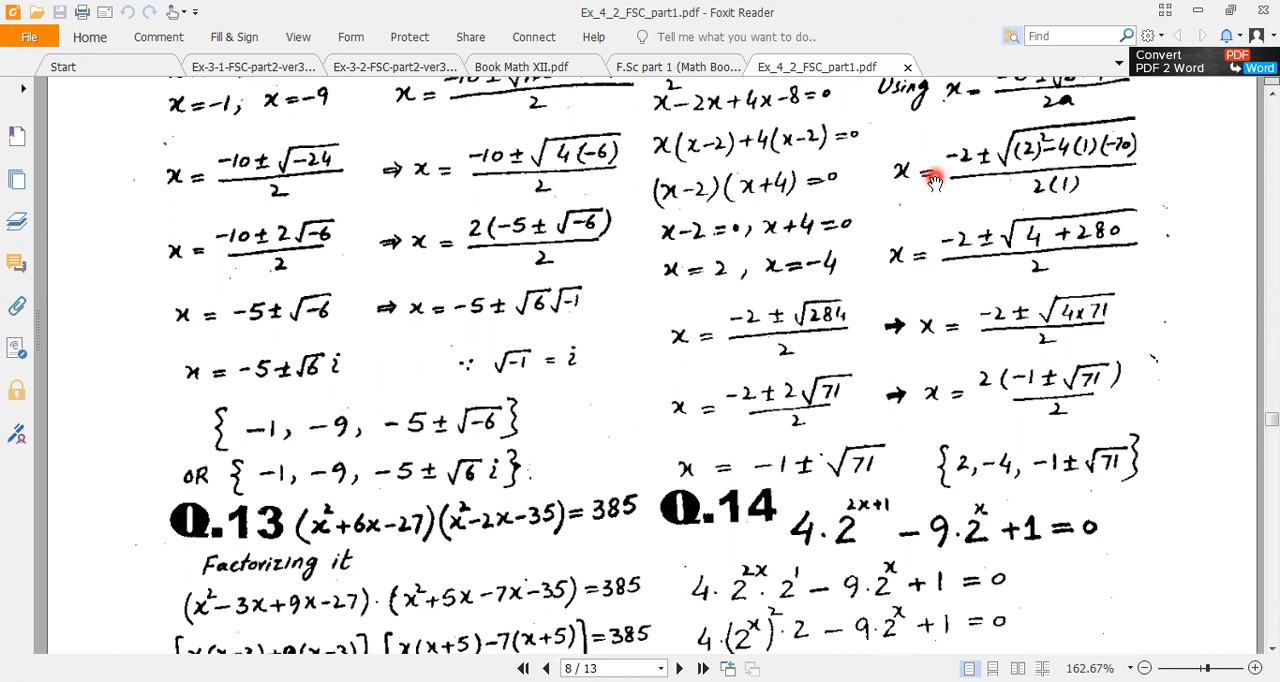 Ex_4_2_FSC_part1.pdf - Foxit Reader
File Home Comment Fill & Sign View Form Protect Share Connect Help Tell me what you want to do.. Find
Convert PDF
PDF 2 Word Word
Start Ex-3-1-FSC-part2-ver3... Ex-3-2-FSC-part2-ver3... Book Math pdf F.Sc part 1 (Math Boo... Ex_4_2_FSC_part1.pdf
x=-1, x=-9
x = 2
x = -10 ± √-24 / 2 ⇒ x = -10 ± √4(-6) / 2
x = -10 ± 2√-6 / 2 ⇒ x = 2(-5 ± √-6) / 2
x = -5 ± √-6 ⇒ x = -5 ± √6 √-1
x = -5 ± √6 i ∵ √-1 = i
{ -1, -9, -5 ± √-6 }
OR { -1, -9, -5 ± √6 i }.
Q.13 (x²+6x-27)(x²-2x-35)=385
Factorizing it
(x²-3x+9x-27)·(x²+5x-7x-35)=385
[x(x-3)+9(x-3)] [x(x+5)-7(x+5)]=385
x²-2x+4x-8=0
x(x-2)+4(x-2)=0
(x-2)(x+4)=0
x-2=0, x+4=0
x = 2, x=-4
Using x = 2a
x = -2 ± √(2)²-4(1)(-70) / 2(1)
x = -2 ± √4 + 280 / 2
x = -2 ± √284 / 2 → x = -2 ± √4×71 / 2
x = -2 ± 2√71 / 2 → x = 2(-1 ± √71) / 2
x = -1 ± √71 {2, -4, -1 ± √71}
Q.14 4·2^2x+1 - 9·2^x + 1 = 0
4·2^2x·2^1 - 9·2^x + 1 = 0
4·(2^x)²·2 - 9·2^x + 1 = 0
8 / 13
162.67%